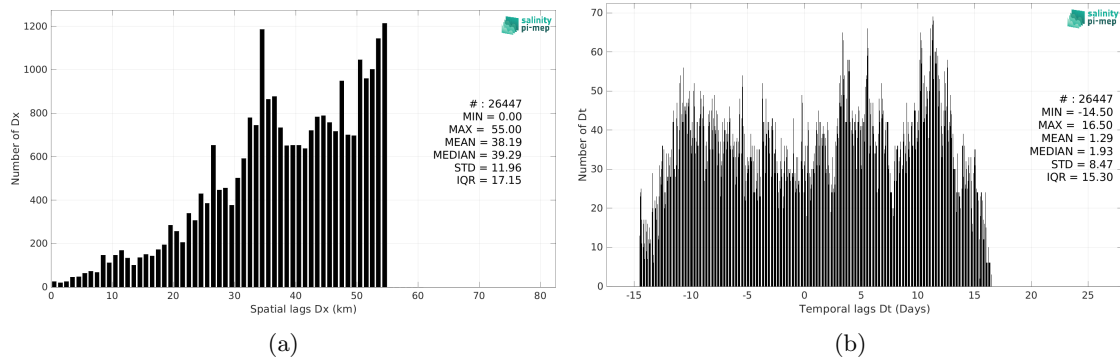 1200
1000
800
600
400
200
0
Number of Dx
salinity
pi-mep
# : 26447
MIN = 0.00
MAX = 55.00
MEAN = 38.19
MEDIAN = 39.29
STD = 11.96
IQR = 17.15
0 10 20 30 40 50 60 70 80
Spatial lags Dx (km)
(a)
70
60
50
40
30
20
10
0
Number of Dt
salinity
pi-mep
# : 26447
MIN = -14.50
MAX = 16.50
MEAN = 1.29
MEDIAN = 1.93
STD = 8.47
IQR = 15.30
-15 -10 -5 0 5 10 15 20 25
Temporal lags Dt (Days)
(b)